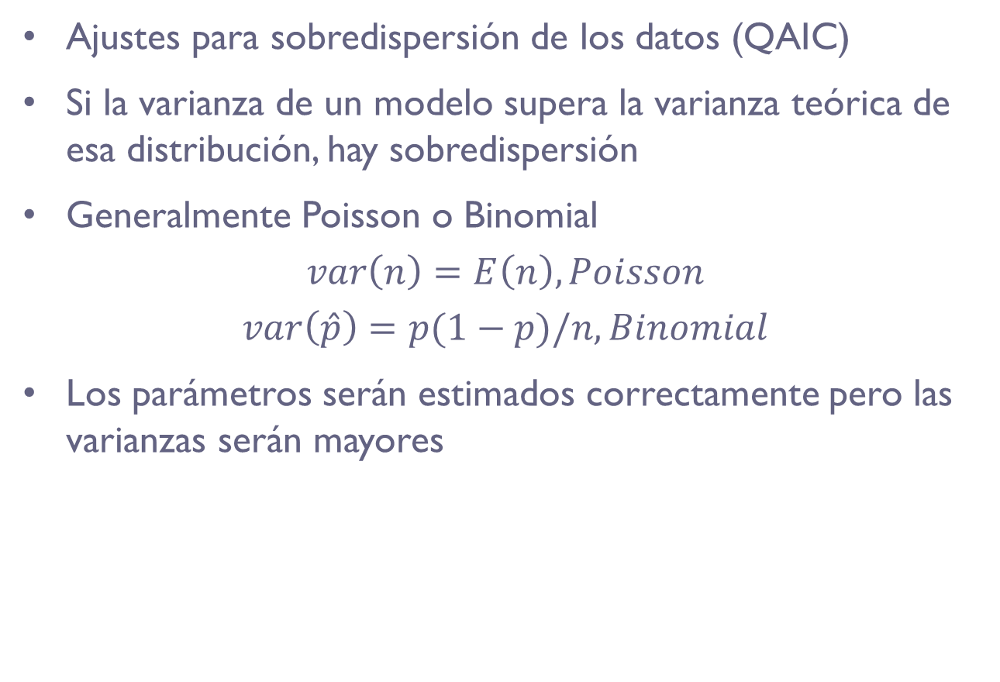 • Ajustes para sobredispersión de los datos (QAIC)
• Si la varianza de un modelo supera la varianza teórica de
esa distribución, hay sobredispersión
• Generalmente Poisson o Binomial
var(n) = E(n), Poisson
var(p̂) = p(1 − p)/n, Binomial
• Los parámetros serán estimados correctamente pero las
varianzas serán mayores